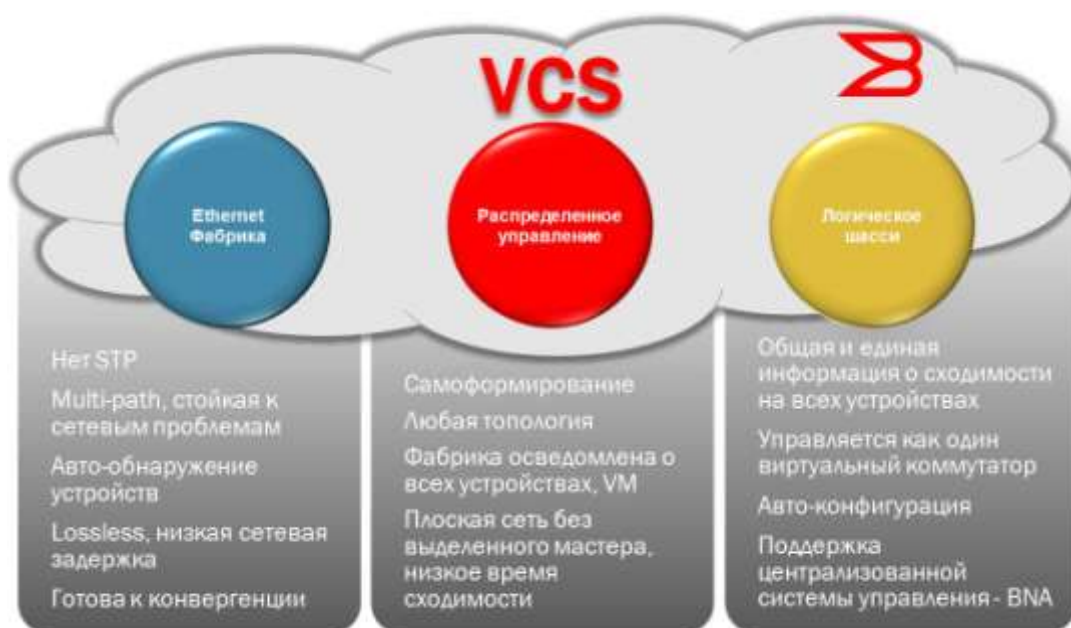 VCS
Ethernet
Фабрика
Распределенное
управление
Логическое
шасси
Нет STP
Multi-path, стойкая к
сетевым проблемам
Авто-обнаружение
устройств
Lossless, низкая сетевая
задержка
Готова к конвергенции
Самоформирование
Любая топология
Фабрика осведомлена о
всех устройствах, VM
Плоская сеть без
выделенного мастера,
низкое время
сходимости
Общая и единая
информация о сходимости
на всех устройствах
Управляется как один
виртуальный коммутатор
Авто-конфигурация
Поддержка
централизованной
системы управления - BNA